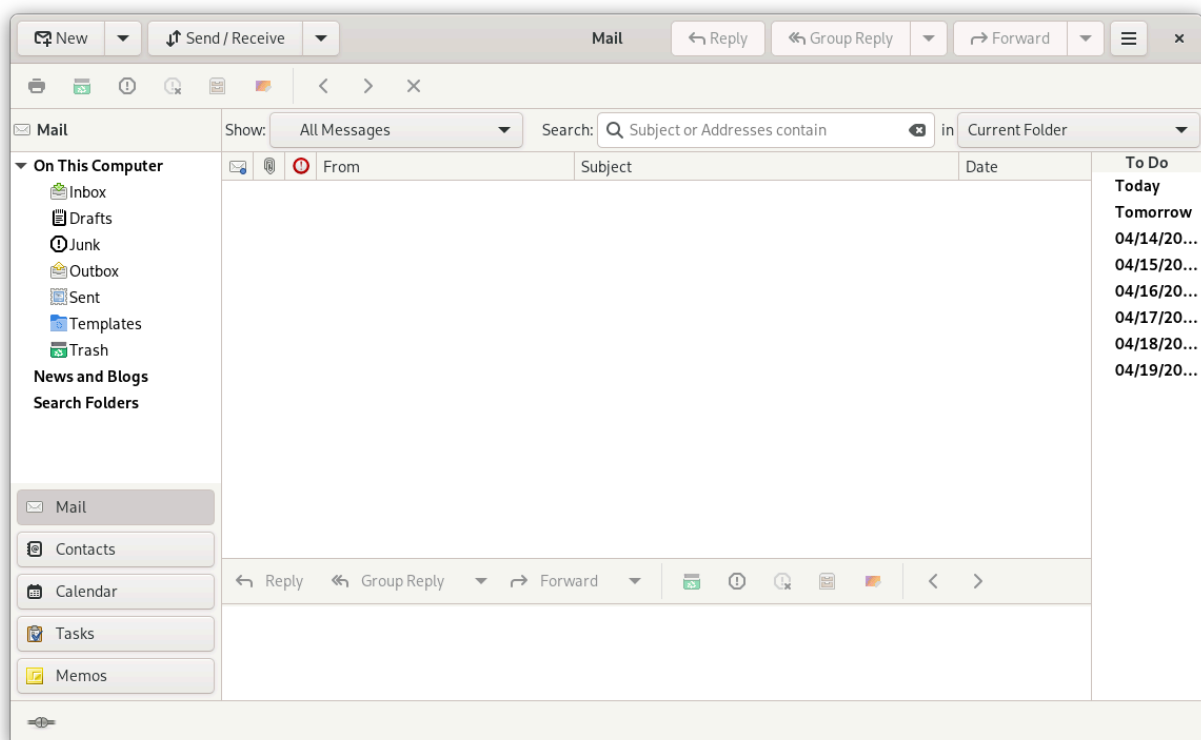 New Send / Receive Mail Reply Group Reply Forward
Mail Show: All Messages Search: Subject or Addresses contain in Current Folder
On This Computer
Inbox
Drafts
Junk
Outbox
Sent
Templates
Trash
News and Blogs
Search Folders
Mail
Contacts
Calendar
Tasks
Memos
From Subject Date
Reply Group Reply Forward
To Do
Today
Tomorrow
04/14/20...
04/15/20...
04/16/20...
04/17/20...
04/18/20...
04/19/20...